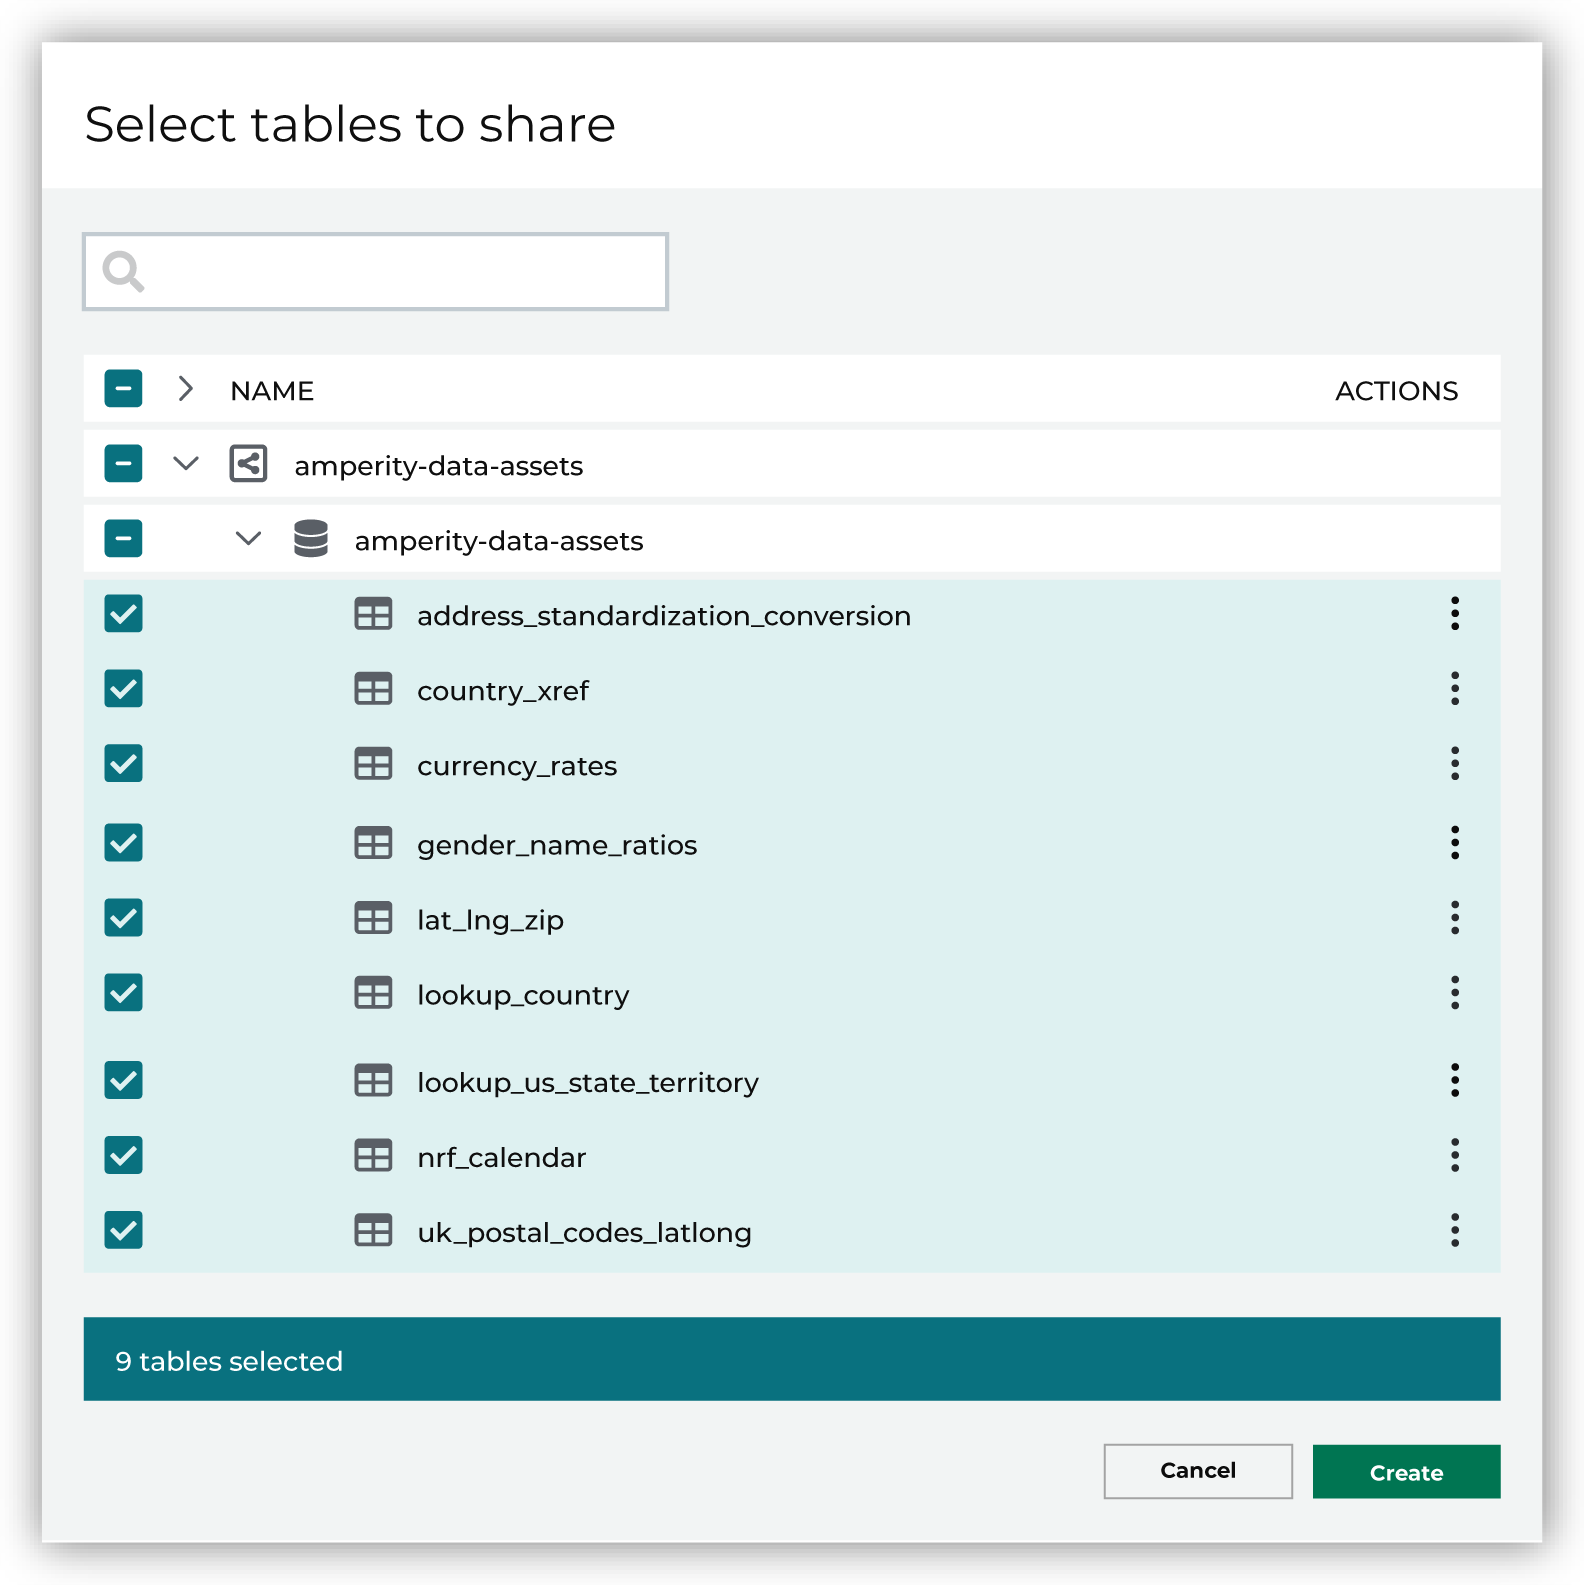 Select tables to share
NAME ACTIONS
amperity-data-assets
amperity-data-assets
address_standardization_conversion
country_xref
currency_rates
gender_name_ratios
lat_lng_zip
lookup_country
lookup_us_state_territory
nrf_calendar
uk_postal_codes_latlong
9 tables selected
Cancel Create